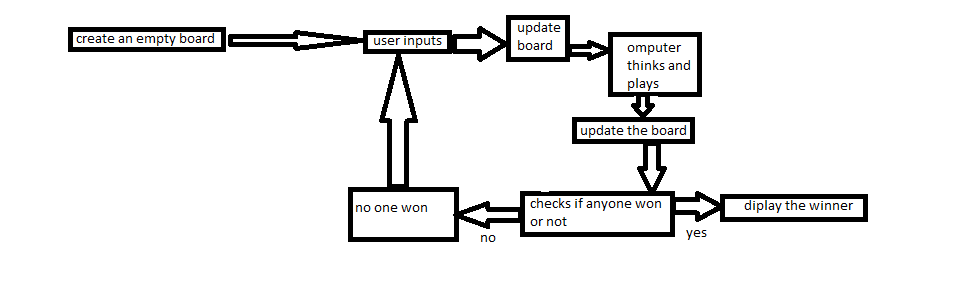 create an empty board
user inputs
update
board
omputer
thinks and
plays
update the board
checks if anyone won
or not
no one won
diplay the winner
no
yes